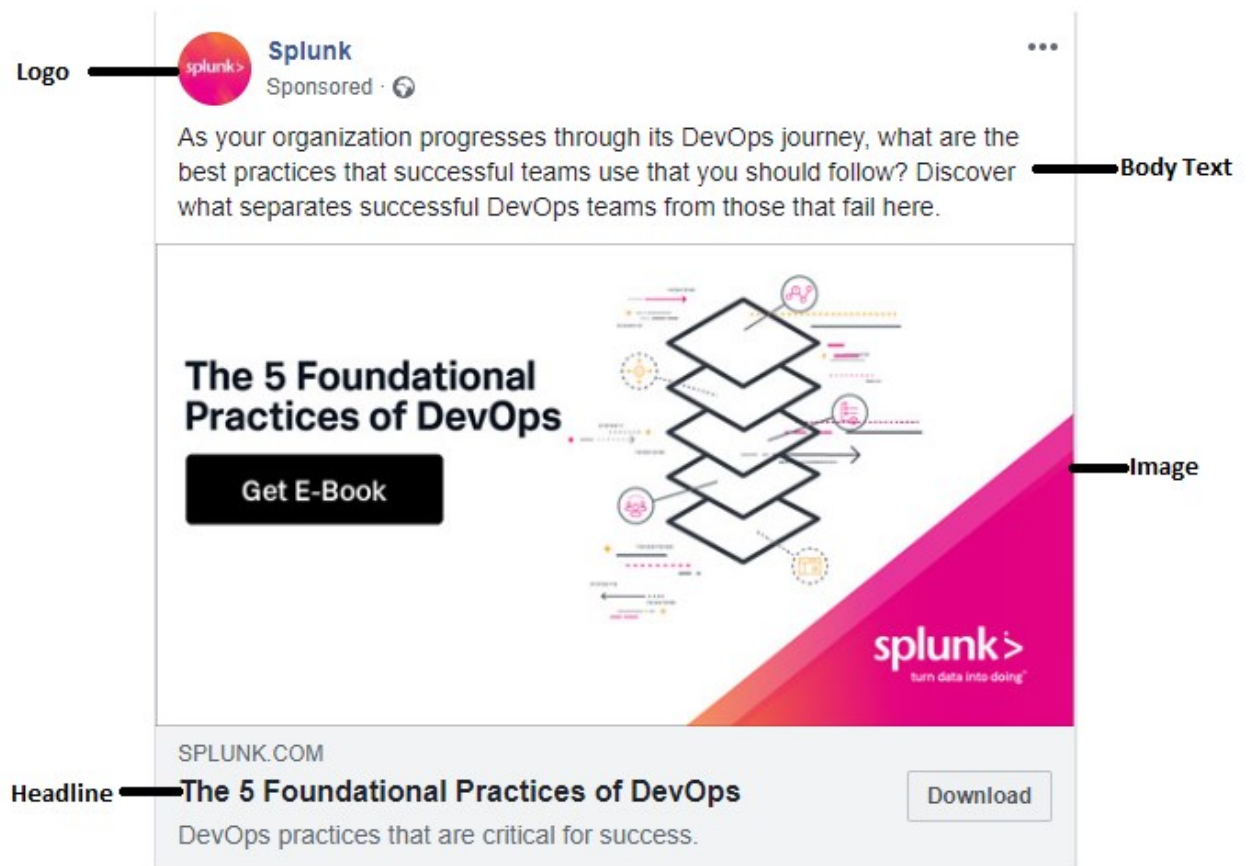 Logo
splunk>
Splunk
Sponsored ·
As your organization progresses through its DevOps journey, what are the
best practices that successful teams use that you should follow? Discover
what separates successful DevOps teams from those that fail here.
Body Text
The 5 Foundational
Practices of DevOps
Get E-Book
Image
splunk>
turn data into doing
SPLUNK.COM
Headline
The 5 Foundational Practices of DevOps
Download
DevOps practices that are critical for success.